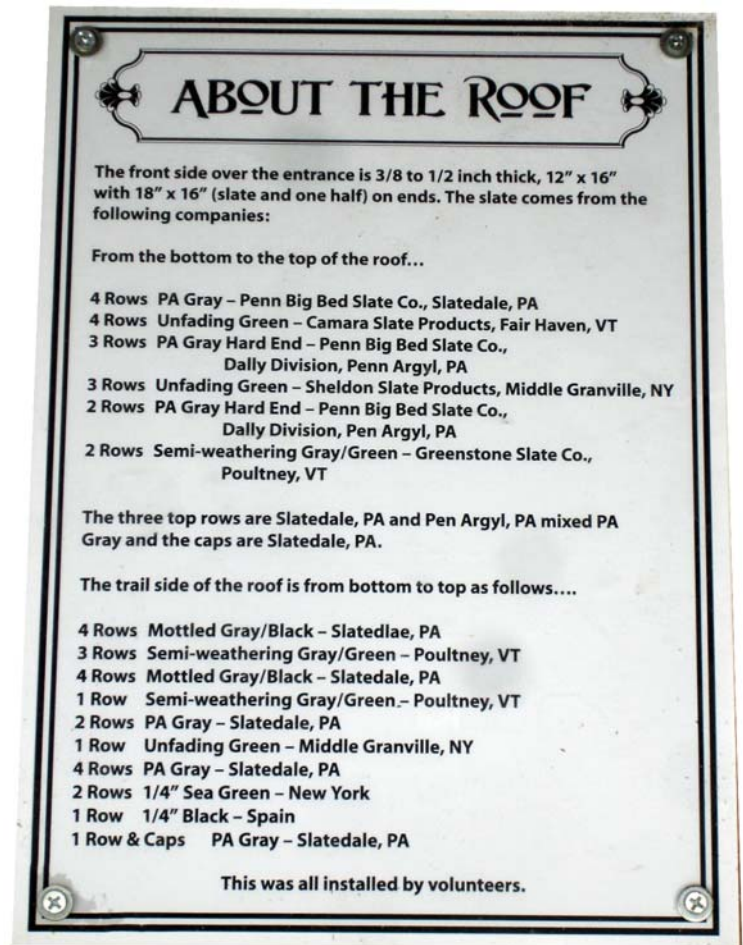 ABOUT THE ROOF
The front side over the entrance is 3/8 to 1/2 inch thick, 12" x 16"
with 18" x 16" (slate and one half) on ends. The slate comes from the
following companies:
From the bottom to the top of the roof...
4 Rows PA Gray – Penn Big Bed Slate Co., Slatedale, PA
4 Rows Unfading Green – Camara Slate Products, Fair Haven, VT
3 Rows PA Gray Hard End – Penn Big Bed Slate Co.,
Dally Division, Penn Argyl, PA
3 Rows Unfading Green – Sheldon Slate Products, Middle Granville, NY
2 Rows PA Gray Hard End – Penn Big Bed Slate Co.,
Dally Division, Pen Argyl, PA
2 Rows Semi-weathering Gray/Green – Greenstone Slate Co.,
Poultney, VT
The three top rows are Slatedale, PA and Pen Argyl, PA mixed PA
Gray and the caps are Slatedale, PA.
The trail side of the roof is from bottom to top as follows....
4 Rows Mottled Gray/Black – Slatedlae, PA
3 Rows Semi-weathering Gray/Green – Poultney, VT
4 Rows Mottled Gray/Black – Slatedale, PA
1 Row Semi-weathering Gray/Green – Poultney, VT
2 Rows PA Gray – Slatedale, PA
1 Row Unfading Green – Middle Granville, NY
4 Rows PA Gray – Slatedale, PA
2 Rows 1/4" Sea Green – New York
1 Row 1/4" Black – Spain
1 Row & Caps PA Gray – Slatedale, PA
This was all installed by volunteers.